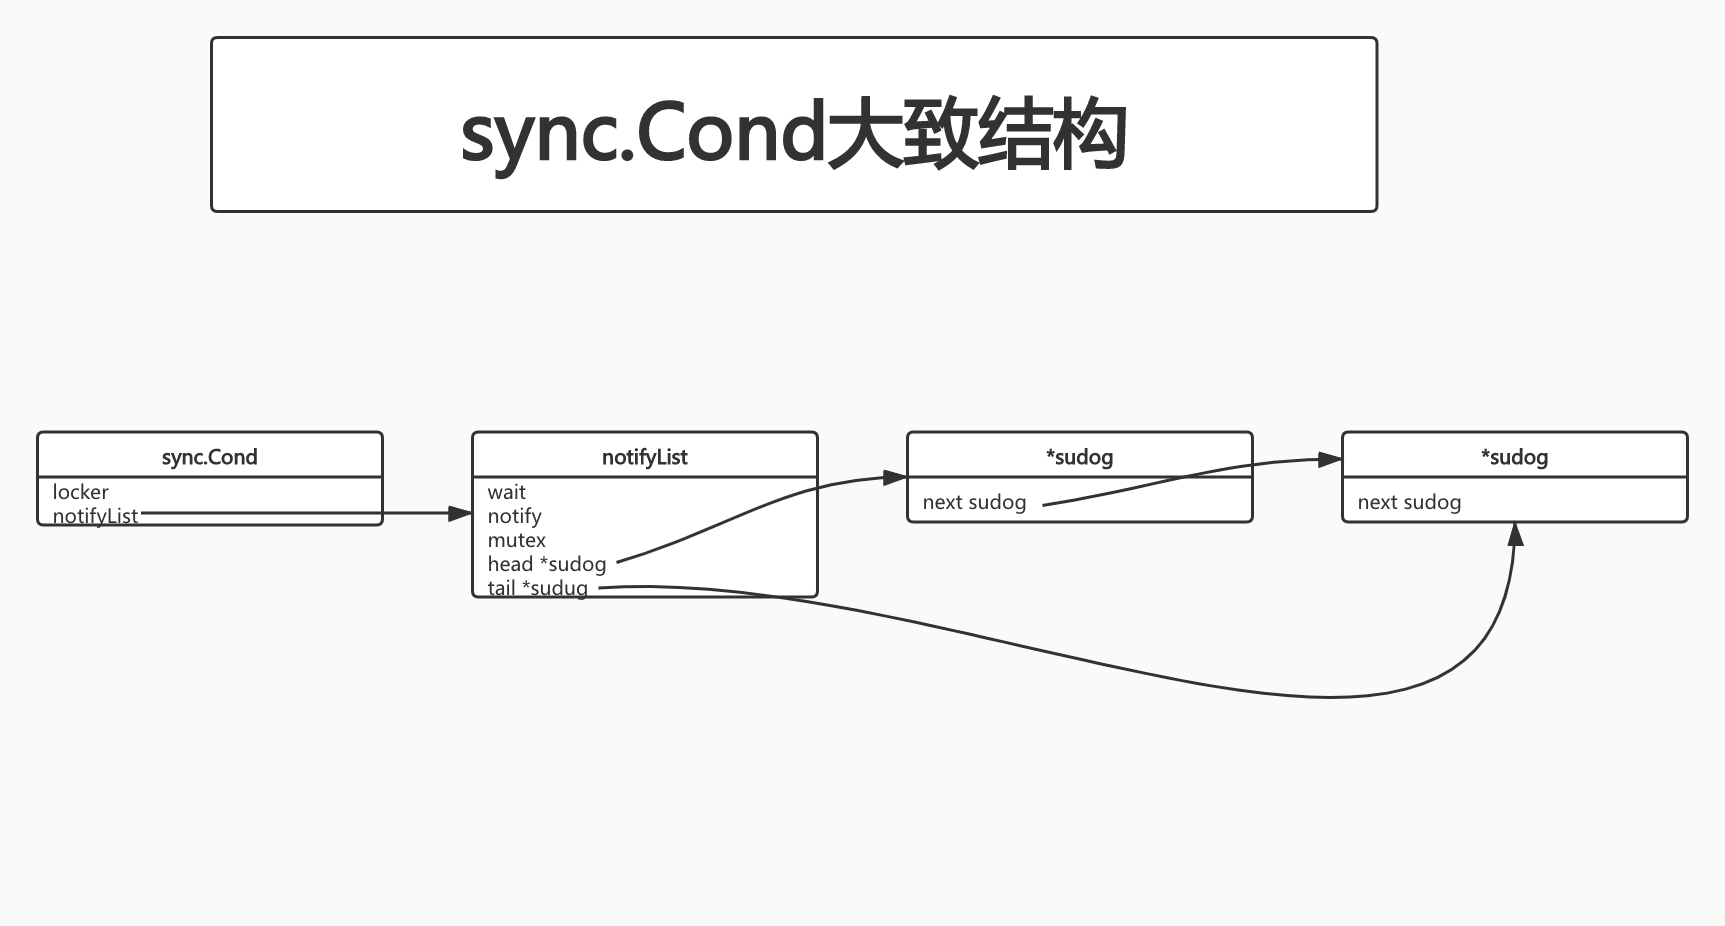 sync.Cond大致结构
sync.Cond
locker
notifyList
notifyList
wait
notify
mutex
head *sudog
tail *sudug
*sudog
next sudog
*sudog
next sudog